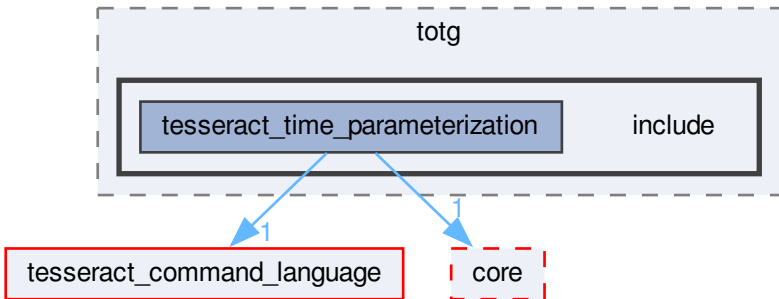 totg
tesseract_time_parameterization
include
1
1
tesseract_command_language
core